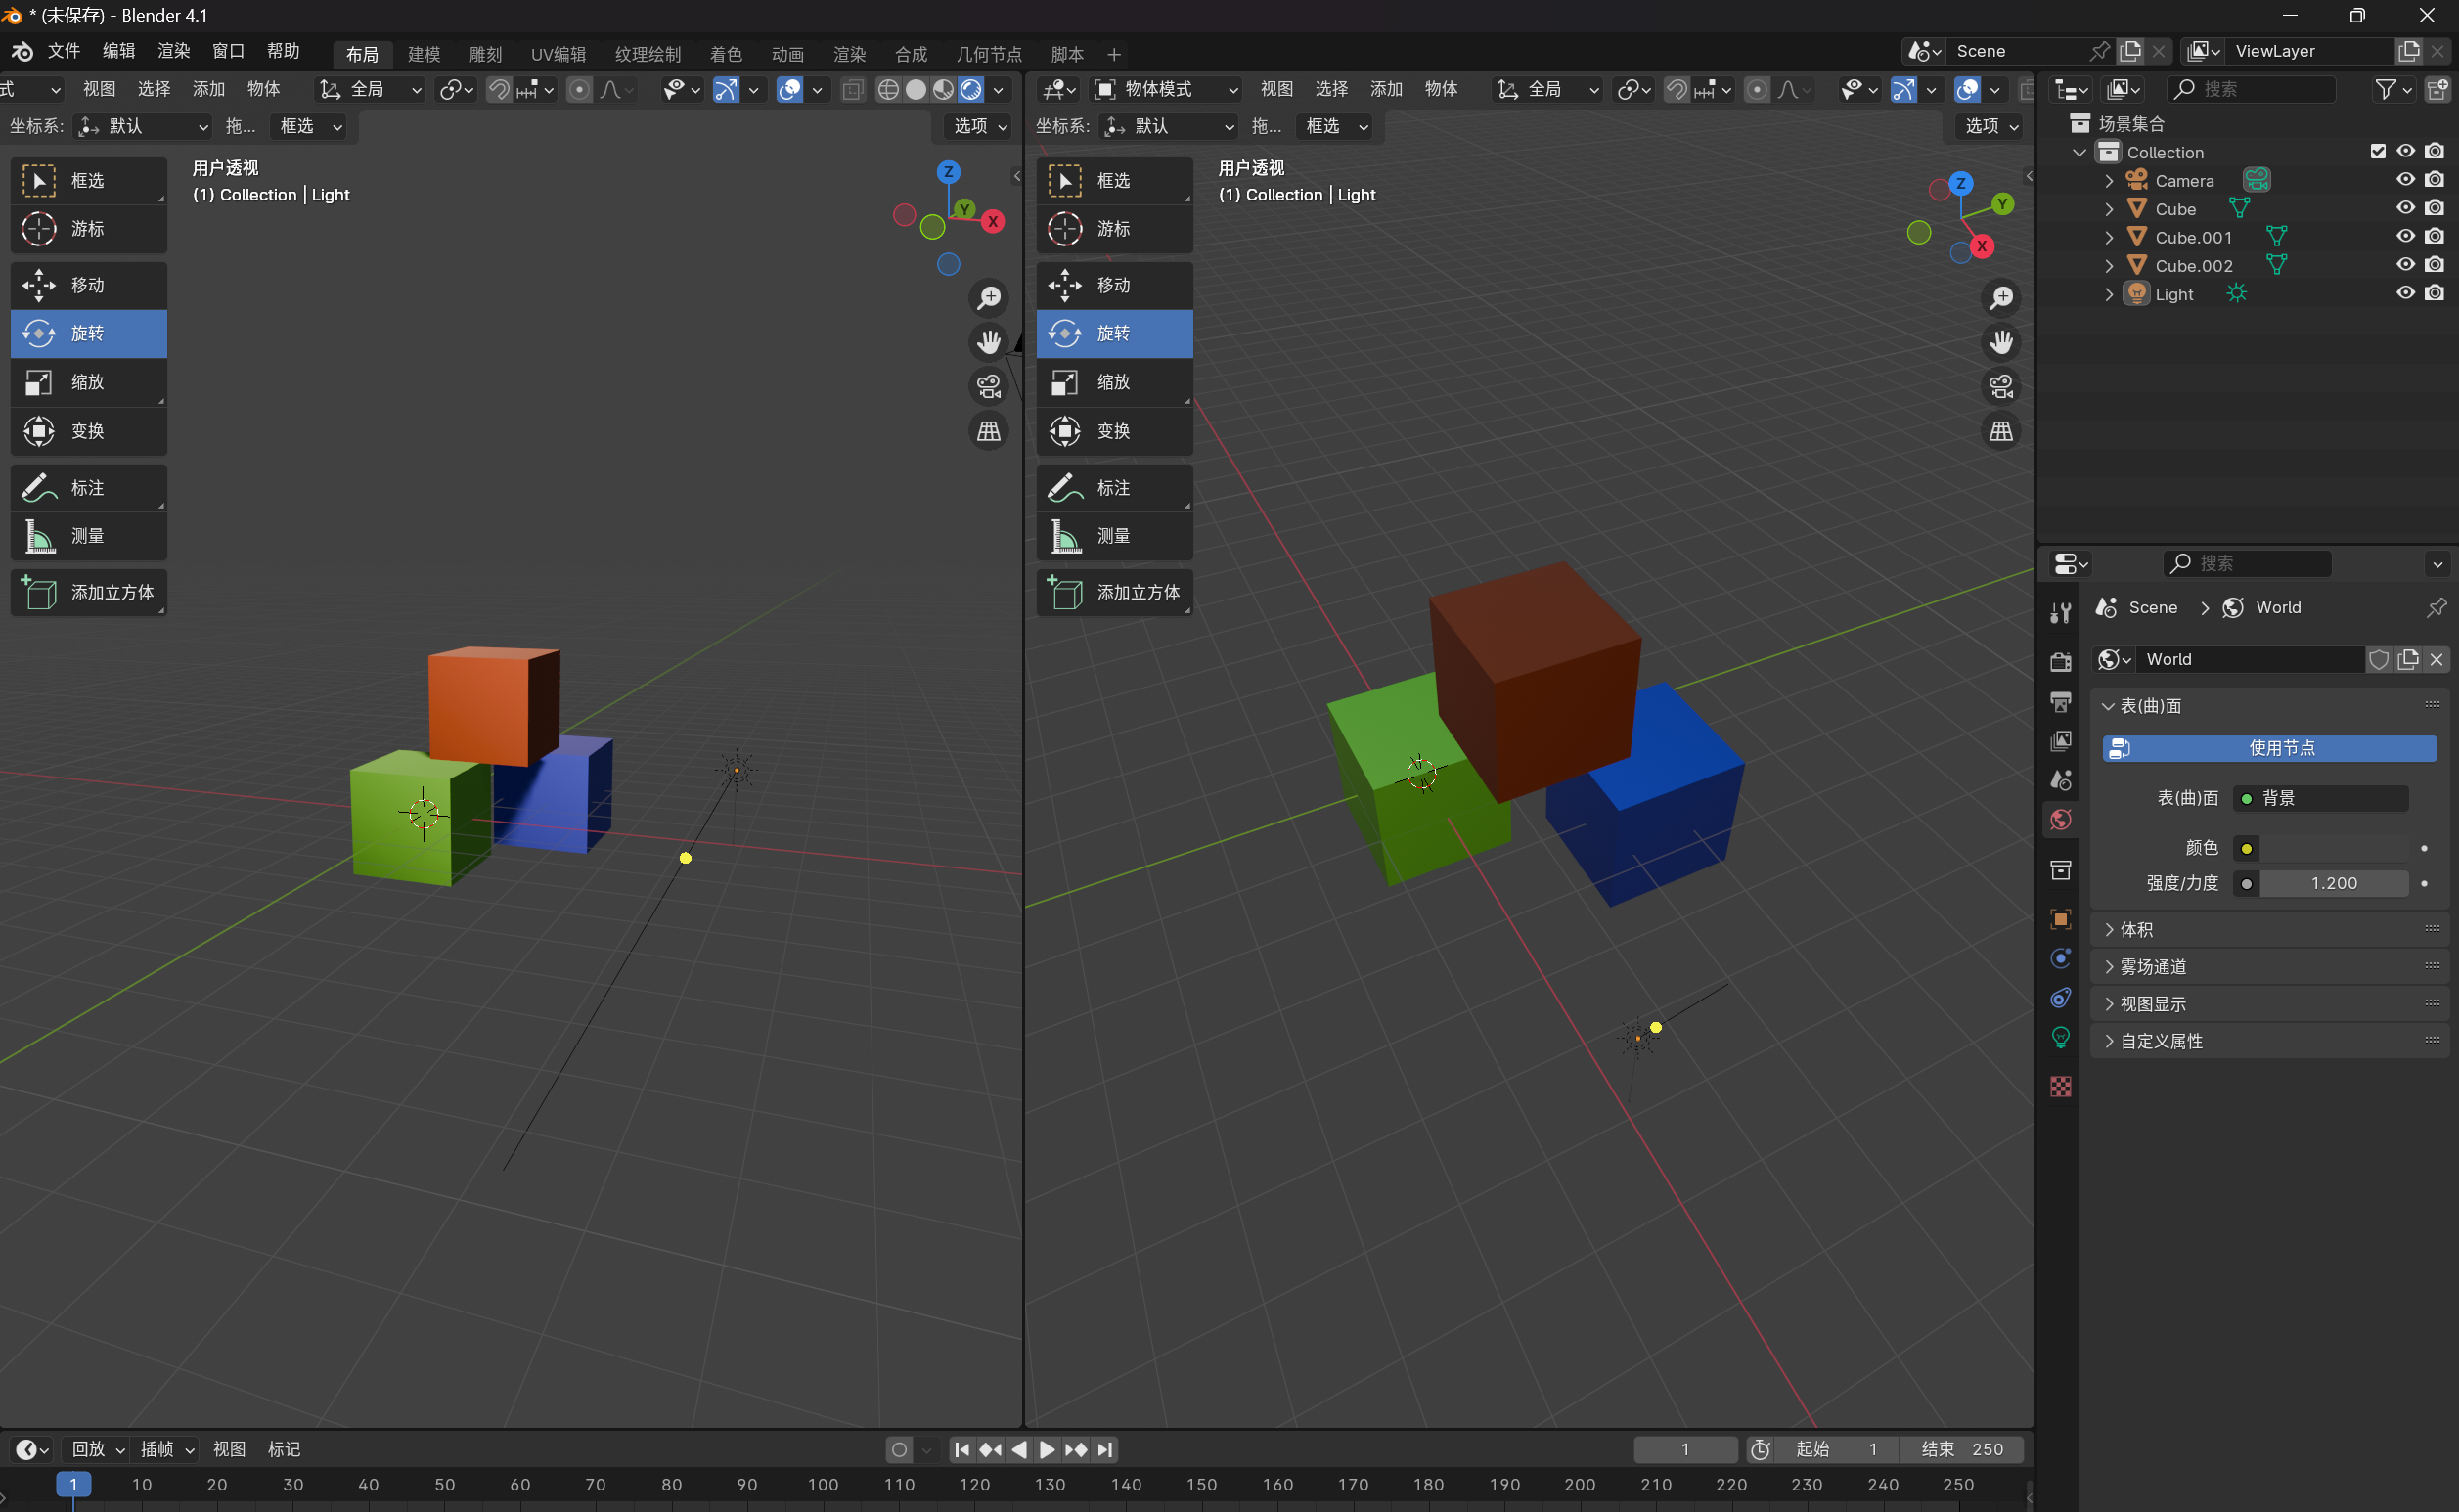 * (未保存) - Blender 4.1
文件 编辑 渲染 窗口 帮助 布局 建模 雕刻 UV编辑 纹理绘制 着色 动画 渲染 合成 几何节点 脚本 + Scene ViewLayer
式 视图 选择 添加 物体 全局
坐标系: 默认 拖... 框选 选项
用户透视
(1) Collection | Light
Z
Y
X
框选
游标
移动
旋转
缩放
变换
标注
测量
添加立方体
物体模式 视图 选择 添加 物体 全局
坐标系: 默认 拖... 框选 选项
用户透视
(1) Collection | Light
Z
Y
X
框选
游标
移动
旋转
缩放
变换
标注
测量
添加立方体
搜索
场景集合
Collection
Camera
Cube
Cube.001
Cube.002
Light
搜索
Scene > World
World
表(曲)面
使用节点
表(曲)面 背景
颜色
强度/力度 1.200
体积
雾场通道
视图显示
自定义属性
回放 插帧 视图 标记 1 起始 1 结束 250
1 10 20 30 40 50 60 70 80 90 100 110 120 130 140 150 160 170 180 190 200 210 220 230 240 250